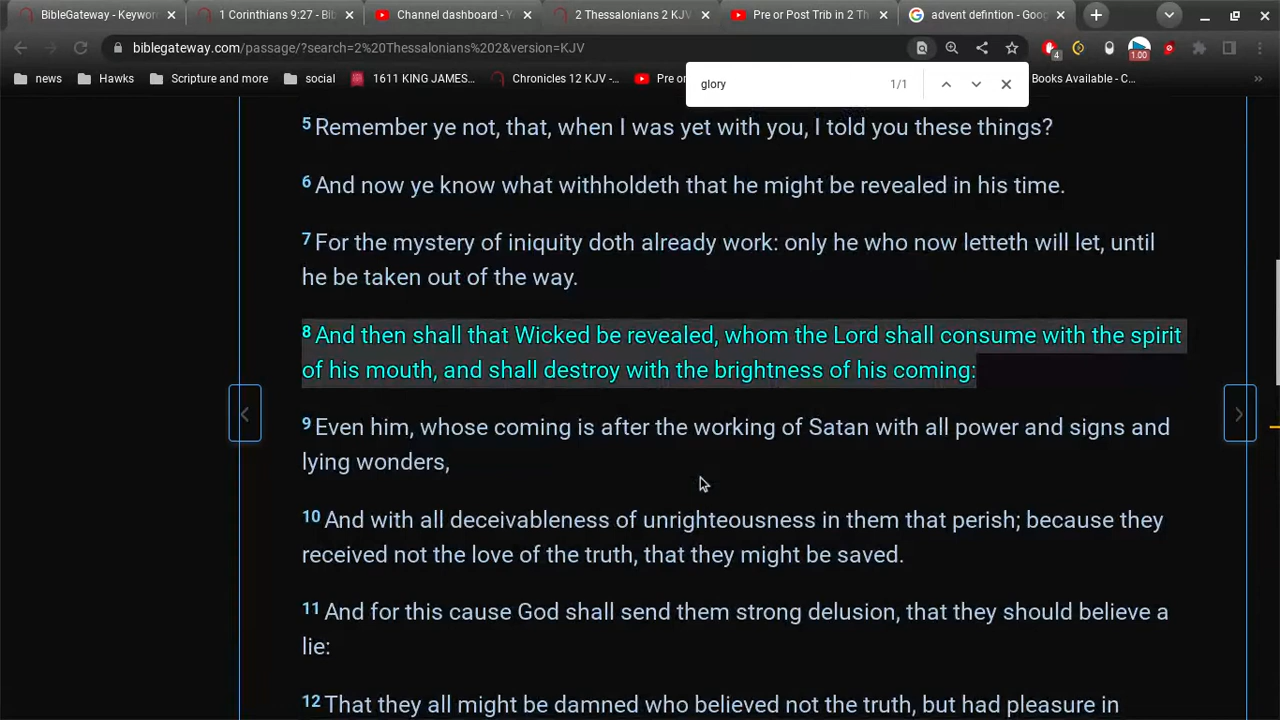 BibleGateway - Keywor
1 Corinthians 9:27 - Bib
Channel dashboard - Y
2 Thessalonians 2 KJV
Pre or Post Trib in 2 Th
advent defintion - Goog
biblegateway.com/passage/?search=2%20Thessalonians%202&version=KJV
4
1.00
news
Hawks
Scripture and more
social
1611 KING JAMES...
Chronicles 12 KJV -...
Pre or
Books Available - C...
»
glory 1/1
5 Remember ye not, that, when I was yet with you, I told you these things?
6 And now ye know what withholdeth that he might be revealed in his time.
7 For the mystery of iniquity doth already work: only he who now letteth will let, until
he be taken out of the way.
8 And then shall that Wicked be revealed, whom the Lord shall consume with the spirit
of his mouth, and shall destroy with the brightness of his coming:
9 Even him, whose coming is after the working of Satan with all power and signs and
lying wonders,
10 And with all deceivableness of unrighteousness in them that perish; because they
received not the love of the truth, that they might be saved.
11 And for this cause God shall send them strong delusion, that they should believe a
lie:
12 That they all might be damned who believed not the truth, but had pleasure in